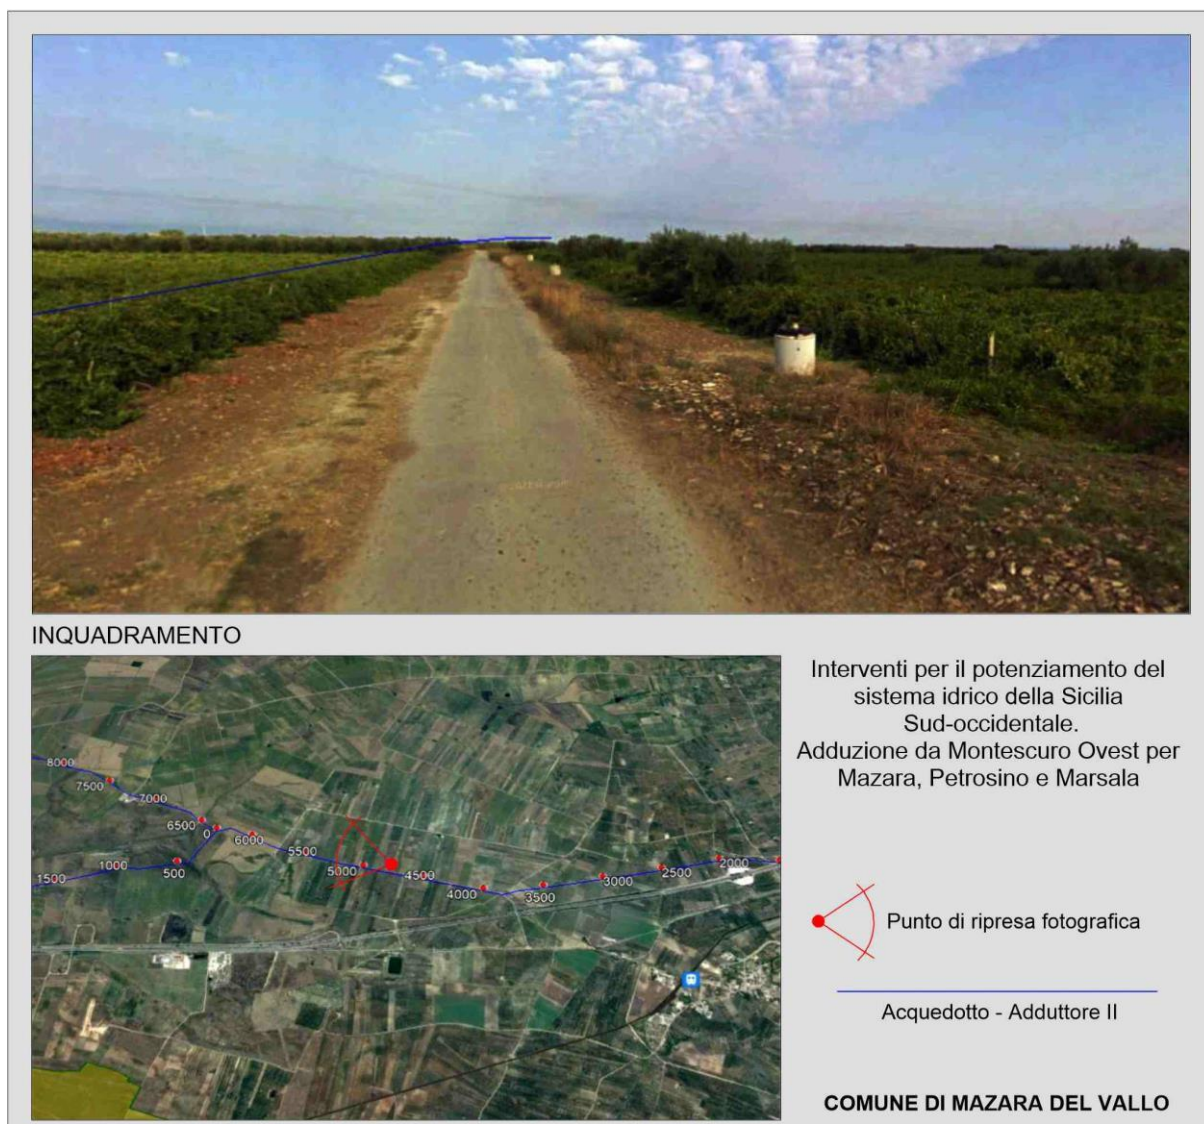 INQUADRAMENTO
Interventi per il potenziamento del
sistema idrico della Sicilia
Sud-occidentale.
Adduzione da Montescuro Ovest per
Mazara, Petrosino e Marsala
8000
7500
7000
6500
0
6000
5500
5000
4500
4000
3500
3000
2500
2000
500
1000
1500
Punto di ripresa fotografica
Acquedotto - Adduttore II
COMUNE DI MAZARA DEL VALLO